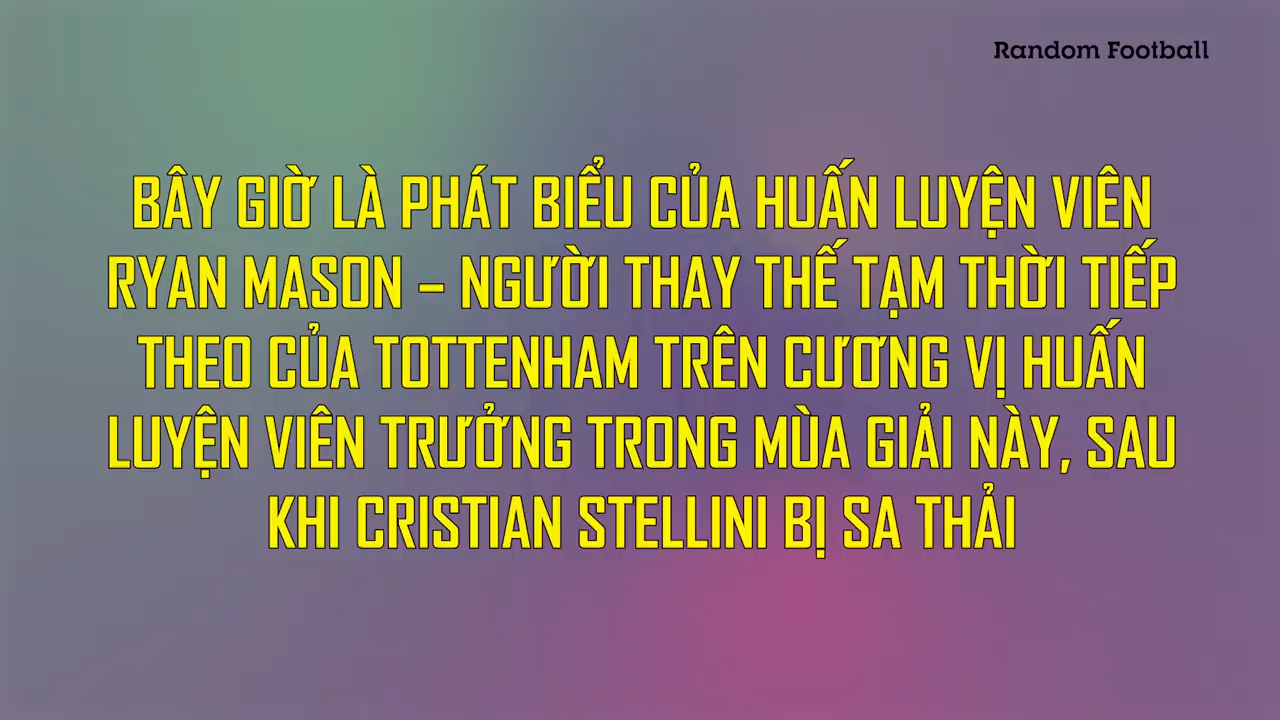 Random Football
BÂY GIỜ LÀ PHÁT BIỂU CỦA HUẤN LUYỆN VIÊN
RYAN MASON – NGƯỜI THAY THẾ TẠM THỜI TIẾP
THEO CỦA TOTTENHAM TRÊN CƯƠNG VỊ HUẤN
LUYỆN VIÊN TRƯỞNG TRONG MÙA GIẢI NÀY, SAU
KHI CRISTIAN STELLINI BỊ SA THẢI